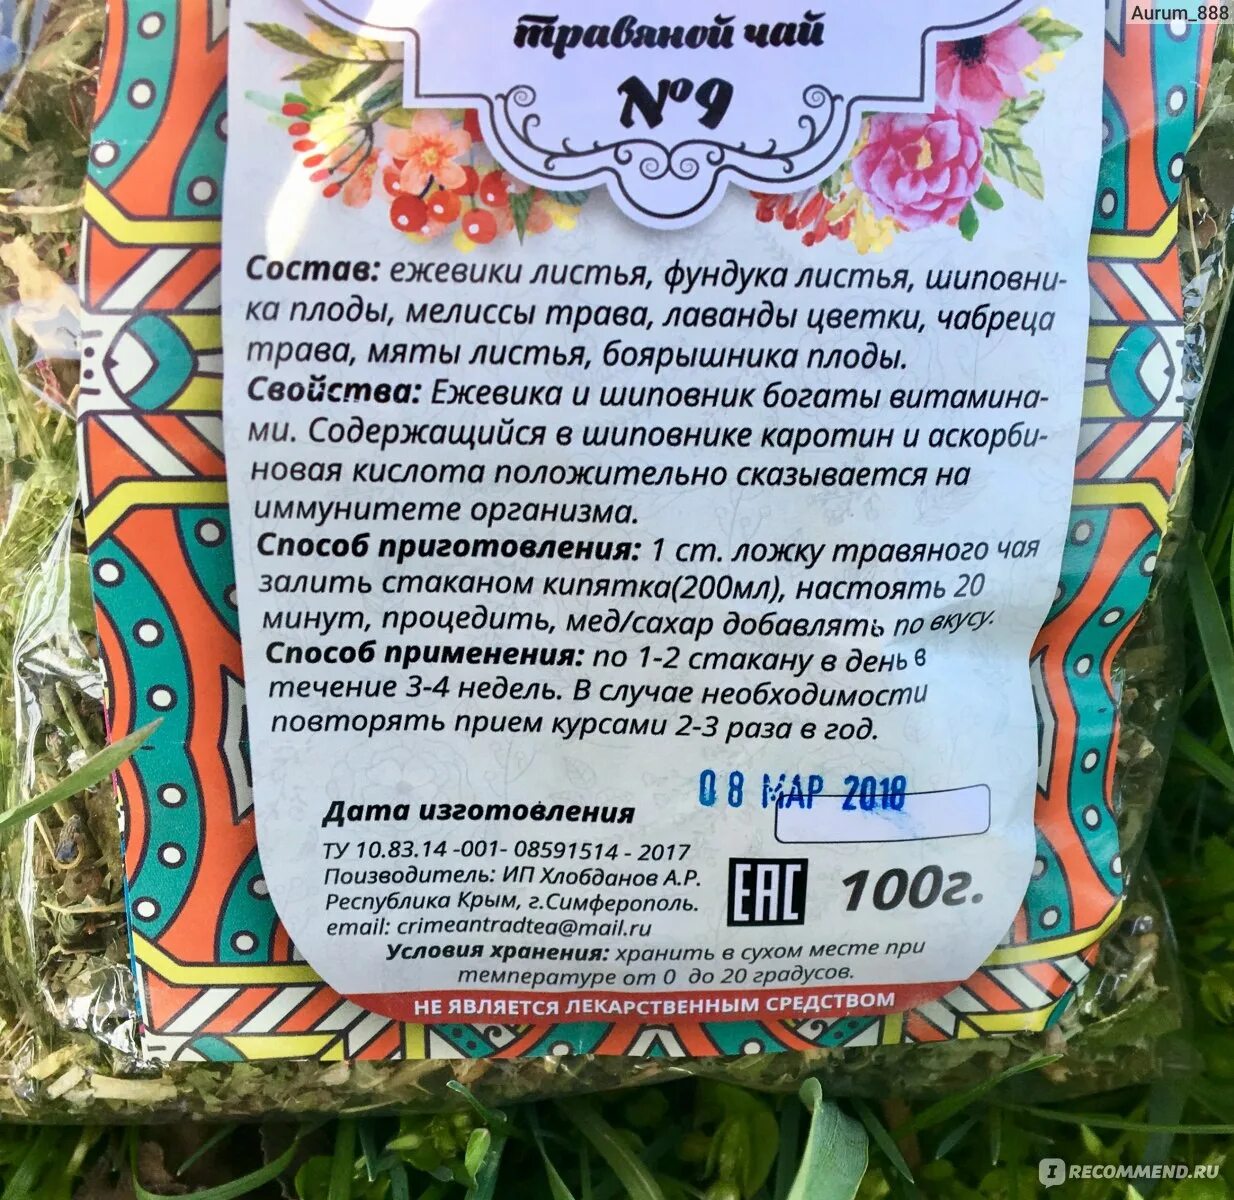 Aurum_888
травяной чай
№9
Состав: ежевики листья, фундука листья, шиповни-
ка плоды, мелиссы трава, лаванды цветки, чабреца
трава, мяты листья, боярышника плоды.
Свойства: Ежевика и шиповник богаты витамина-
ми. Содержащийся в шиповнике каротин и аскорби-
новая кислота положительно сказывается на
иммунитете организма.
Способ приготовления: 1 ст. ложку травяного чая
залить стаканом кипятка(200мл), настоять 20
минут, процедить, мед/сахар добавлять по вкусу.
Способ применения: по 1-2 стакану в день в
течение 3-4 недель. В случае необходимости
повторять прием курсами 2-3 раза в год.
Дата изготовления 08 МАР 2018
ТУ 10.83.14 -001- 08591514 - 2017
Поизводитель: ИП Хлобданов А.Р.
Республика Крым, г.Симферополь.
email: crimeantradtea@mail.ru
EAC 100г.
Условия хранения: хранить в сухом месте при
температуре от 0 до 20 градусов.
НЕ ЯВЛЯЕТСЯ ЛЕКАРСТВЕННЫМ СРЕДСТВОМ
IRECOMMEND.RU